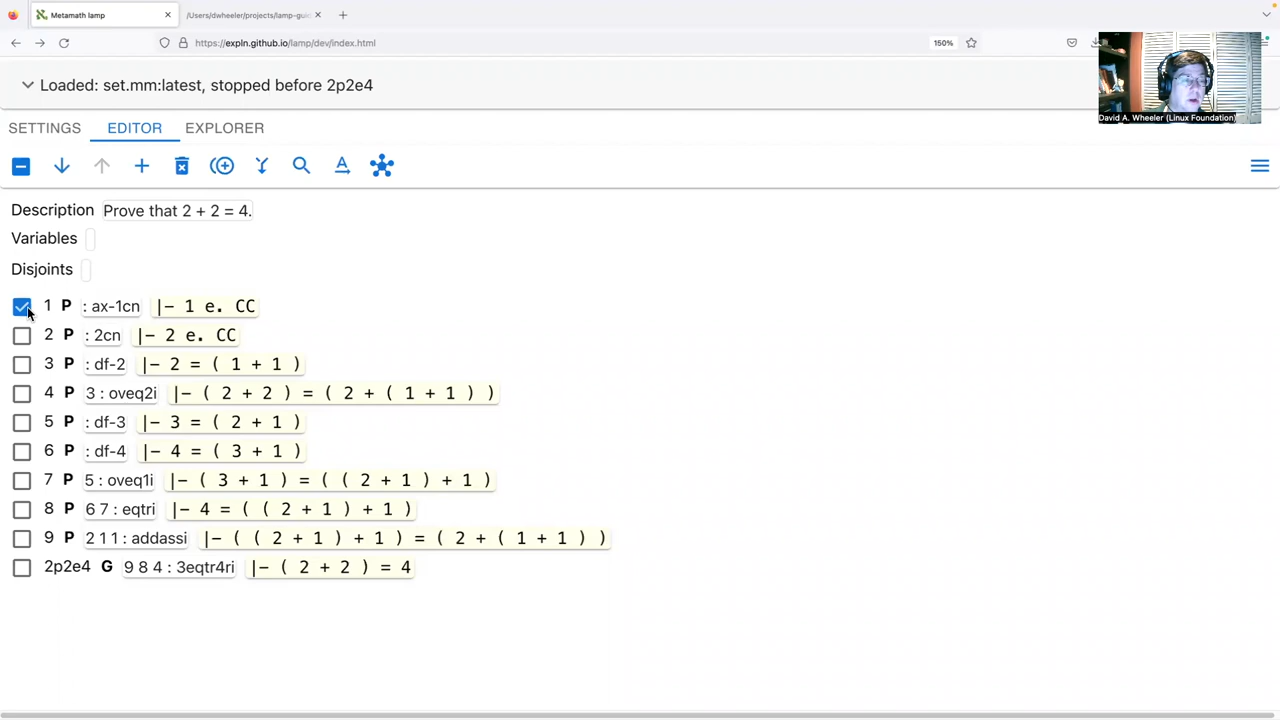 Metamath lamp
/Users/dwheeler/projects/lamp-gui
https://expln.github.io/lamp/dev/index.html
150%
David A. Wheeler (Linux Foundation)
Loaded: set.mm:latest, stopped before 2p2e4
SETTINGS EDITOR EXPLORER
Description Prove that 2 + 2 = 4.
Variables
Disjoints
1 P : ax-1cn |- 1 e. CC
2 P : 2cn |- 2 e. CC
3 P : df-2 |- 2 = ( 1 + 1 )
4 P 3 : oveq2i |- ( 2 + 2 ) = ( 2 + ( 1 + 1 ) )
5 P : df-3 |- 3 = ( 2 + 1 )
6 P : df-4 |- 4 = ( 3 + 1 )
7 P 5 : oveq1i |- ( 3 + 1 ) = ( ( 2 + 1 ) + 1 )
8 P 6 7 : eqtri |- 4 = ( ( 2 + 1 ) + 1 )
9 P 2 1 1 : addassi |- ( ( 2 + 1 ) + 1 ) = ( 2 + ( 1 + 1 ) )
2p2e4 G 9 8 4 : 3eqtr4ri |- ( 2 + 2 ) = 4